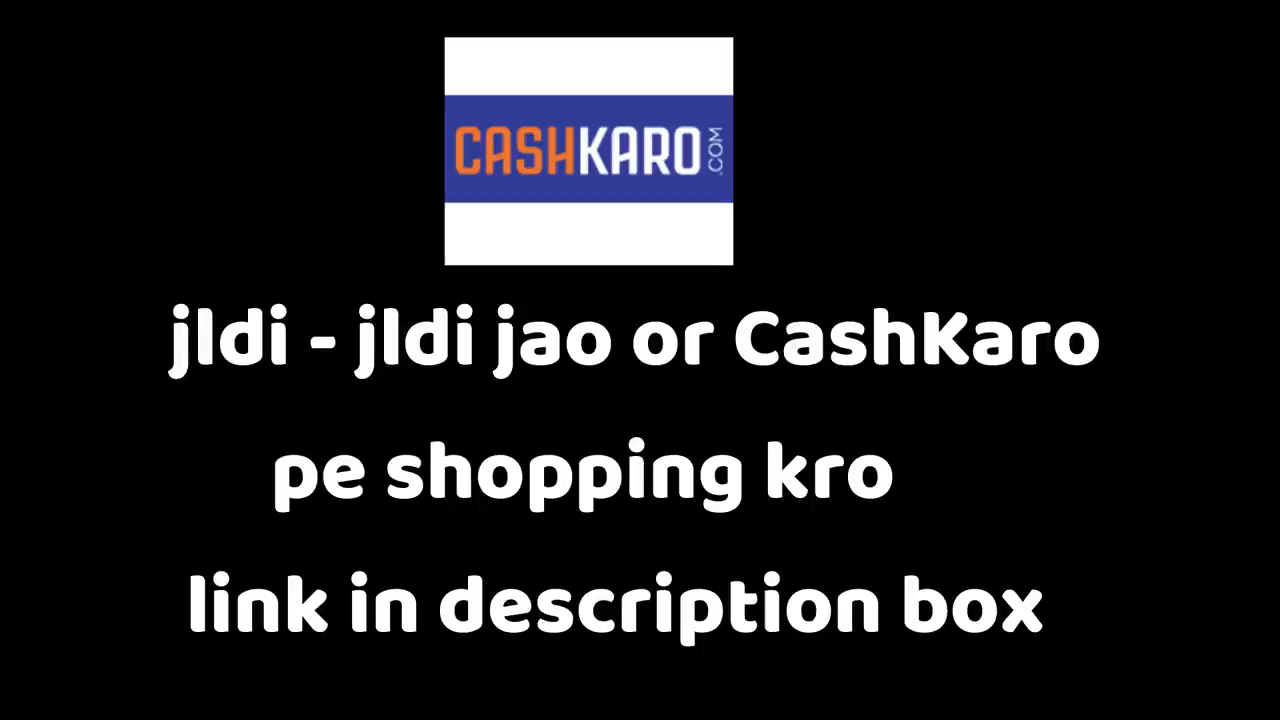 CASHKARO.COM
jldi - jldi jao or CashKaro
pe shopping kro
link in description box